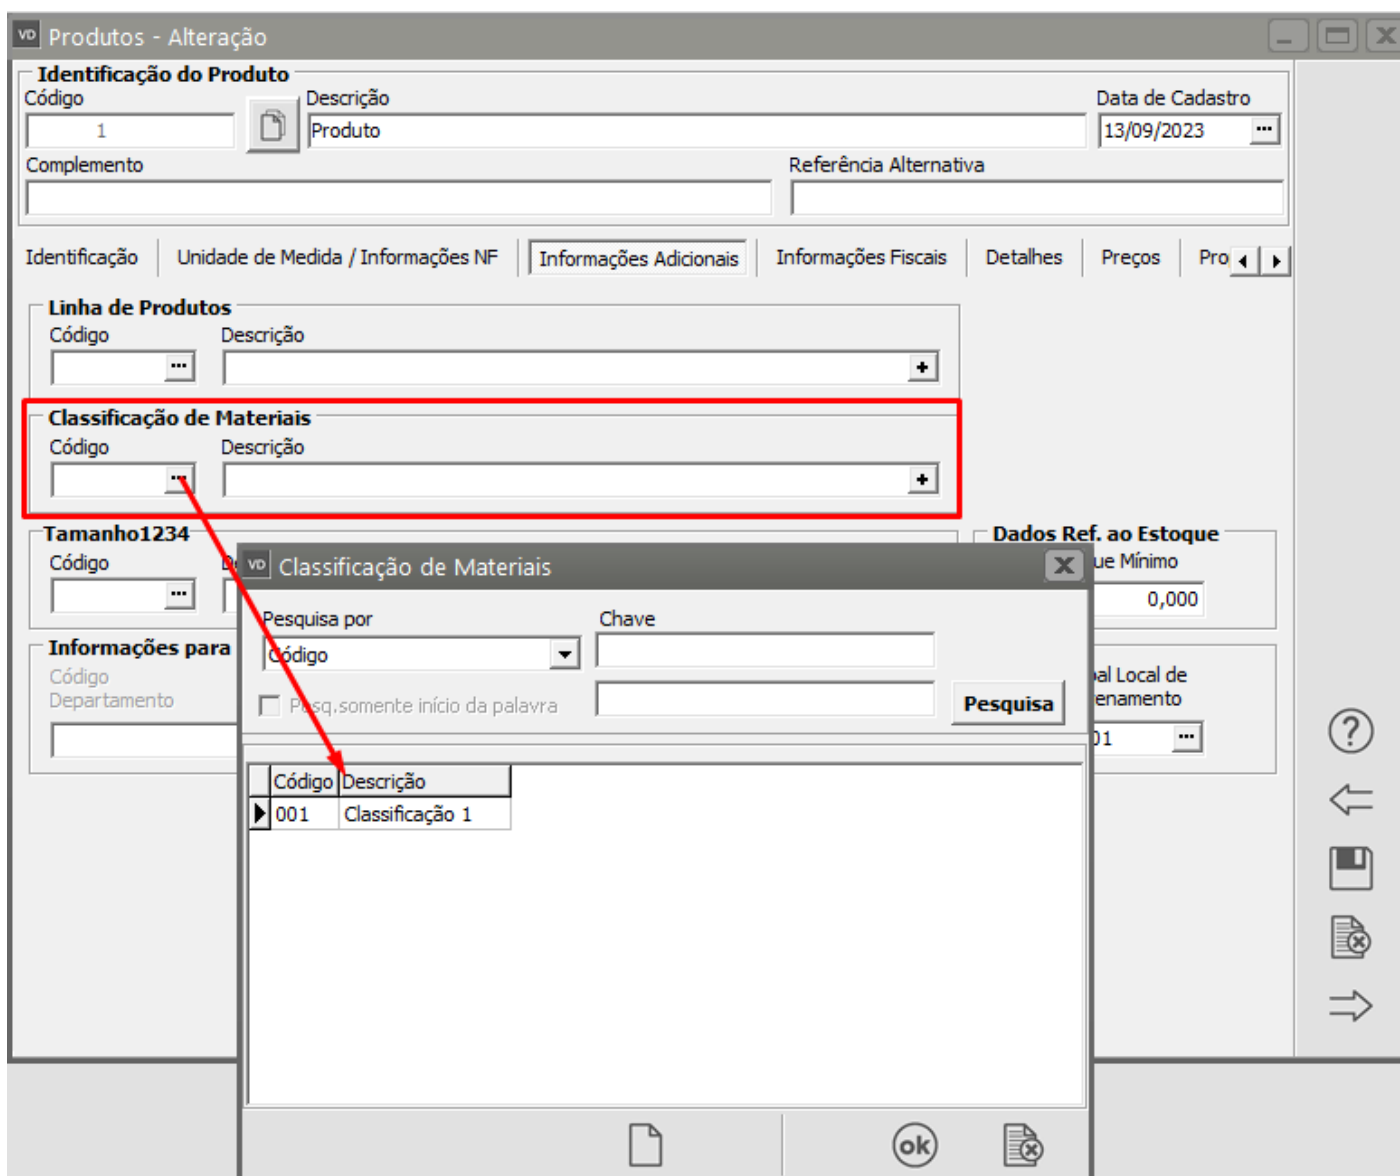 VD Produtos - Alteração
Identificação do Produto
Código Descrição Data de Cadastro
1 Produto 13/09/2023 ...
Complemento Referência Alternativa
Identificação Unidade de Medida / Informações NF Informações Adicionais Informações Fiscais Detalhes Preços Pro
Linha de Produtos
Código Descrição
... +
Classificação de Materiais
Código Descrição
... +
Tamanho1234 Dados Ref. ao Estoque
Código D ue Mínimo
... 0,000
VD Classificação de Materiais
Pesquisa por Chave
Código
Pesq.somente início da palavra Pesquisa
Informações para
Código
Departamento
al Local de
enamento
01 ...
Código Descrição
001 Classificação 1
ok
?